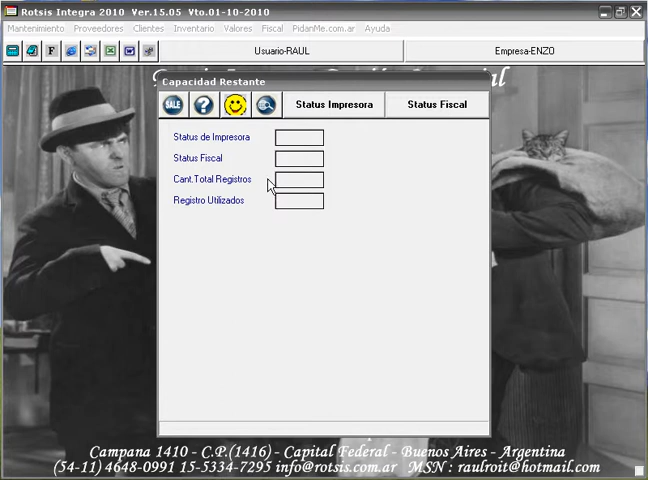 Rotsis Integra 2010 Ver.15.05 Vto.01-10-2010
Mantenimiento Proveedores Clientes Inventario Valores Fiscal PidanMe.com.ar Ayuda
F W Usuario-RAUL Empresa-ENZO
Capacidad Restante
SALE ? Status Impresora Status Fiscal
Status de Impresora
Status Fiscal
Cant.Total Registros
Registro Utilizados
Campana 1410 - C.P.(1416) - Capital Federal - Buenos Aires - Argentina
(54-11) 4648-0991 15-5334-7295 info@rotsis.com.ar MSN : raulroit@hotmail.com